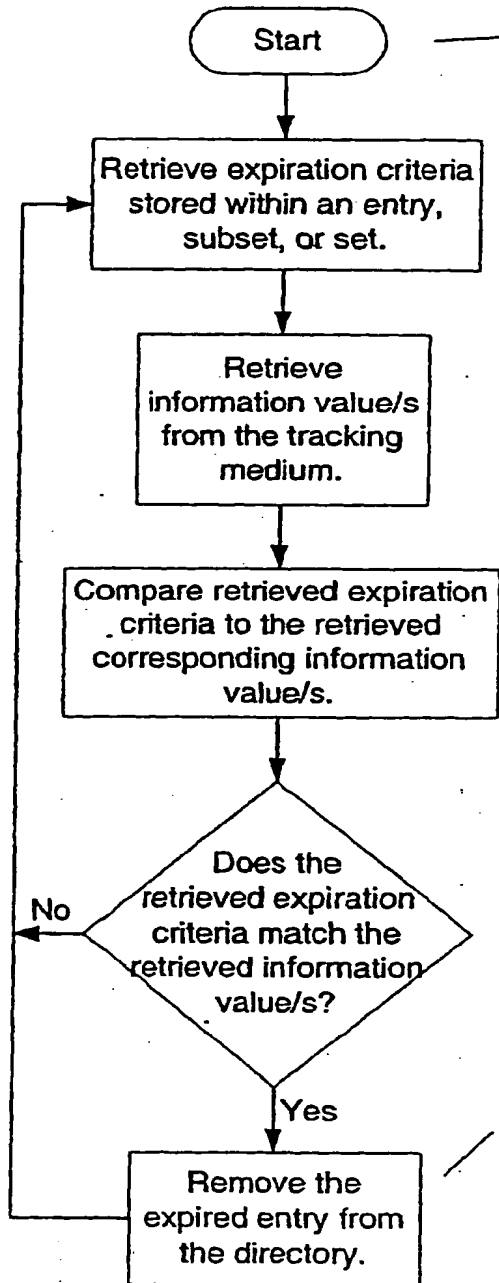 Start
Retrieve expiration criteria
stored within an entry,
subset, or set.
Retrieve
information value/s
from the tracking
medium.
Compare retrieved expiration
criteria to the retrieved
corresponding information
value/s.
Does the
retrieved expiration
criteria match the
retrieved information
value/s?
No
Yes
Remove the
expired entry from
the directory.